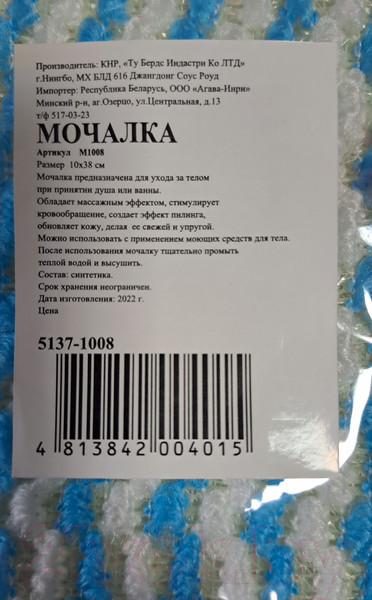 Производитель: КНР, «Ту Бердс Индастри Ко ЛТД»
г.Нингбо, МХ БЛД 616 Джангдонг Соус Роуд
Импортер: Республика Беларусь, ООО «Агава-Инри»
Минский р-н, аг.Озерцо, ул.Центральная, д.13
т/ф 517-03-23
МОЧАЛКА
Артикул М1008
Размер 10х38 см
Мочалка предназначена для ухода за телом
при принятии душа или ванны.
Обладает массажным эффектом, стимулирует
кровообращение, создает эффект пилинга,
обновляет кожу, делая ее свежей и упругой.
Можно использовать с применением моющих средств для тела.
После использования мочалку тщательно промыть
теплой водой и высушить.
Состав: синтетика.
Срок хранения неограничен.
Дата изготовления: 2022 г.
Цена
5137-1008
4 813842 004015